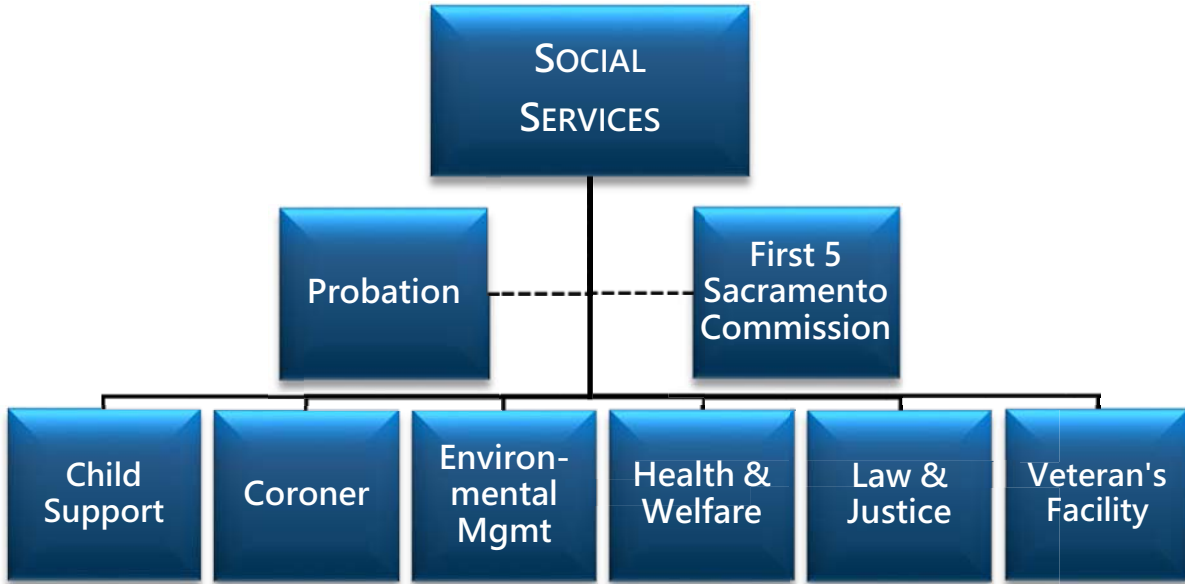 SOCIAL
SERVICES
Probation
First 5
Sacramento
Commission
Child
Support
Coroner
Environ-
mental
Mgmt
Health &
Welfare
Law &
Justice
Veteran's
Facility